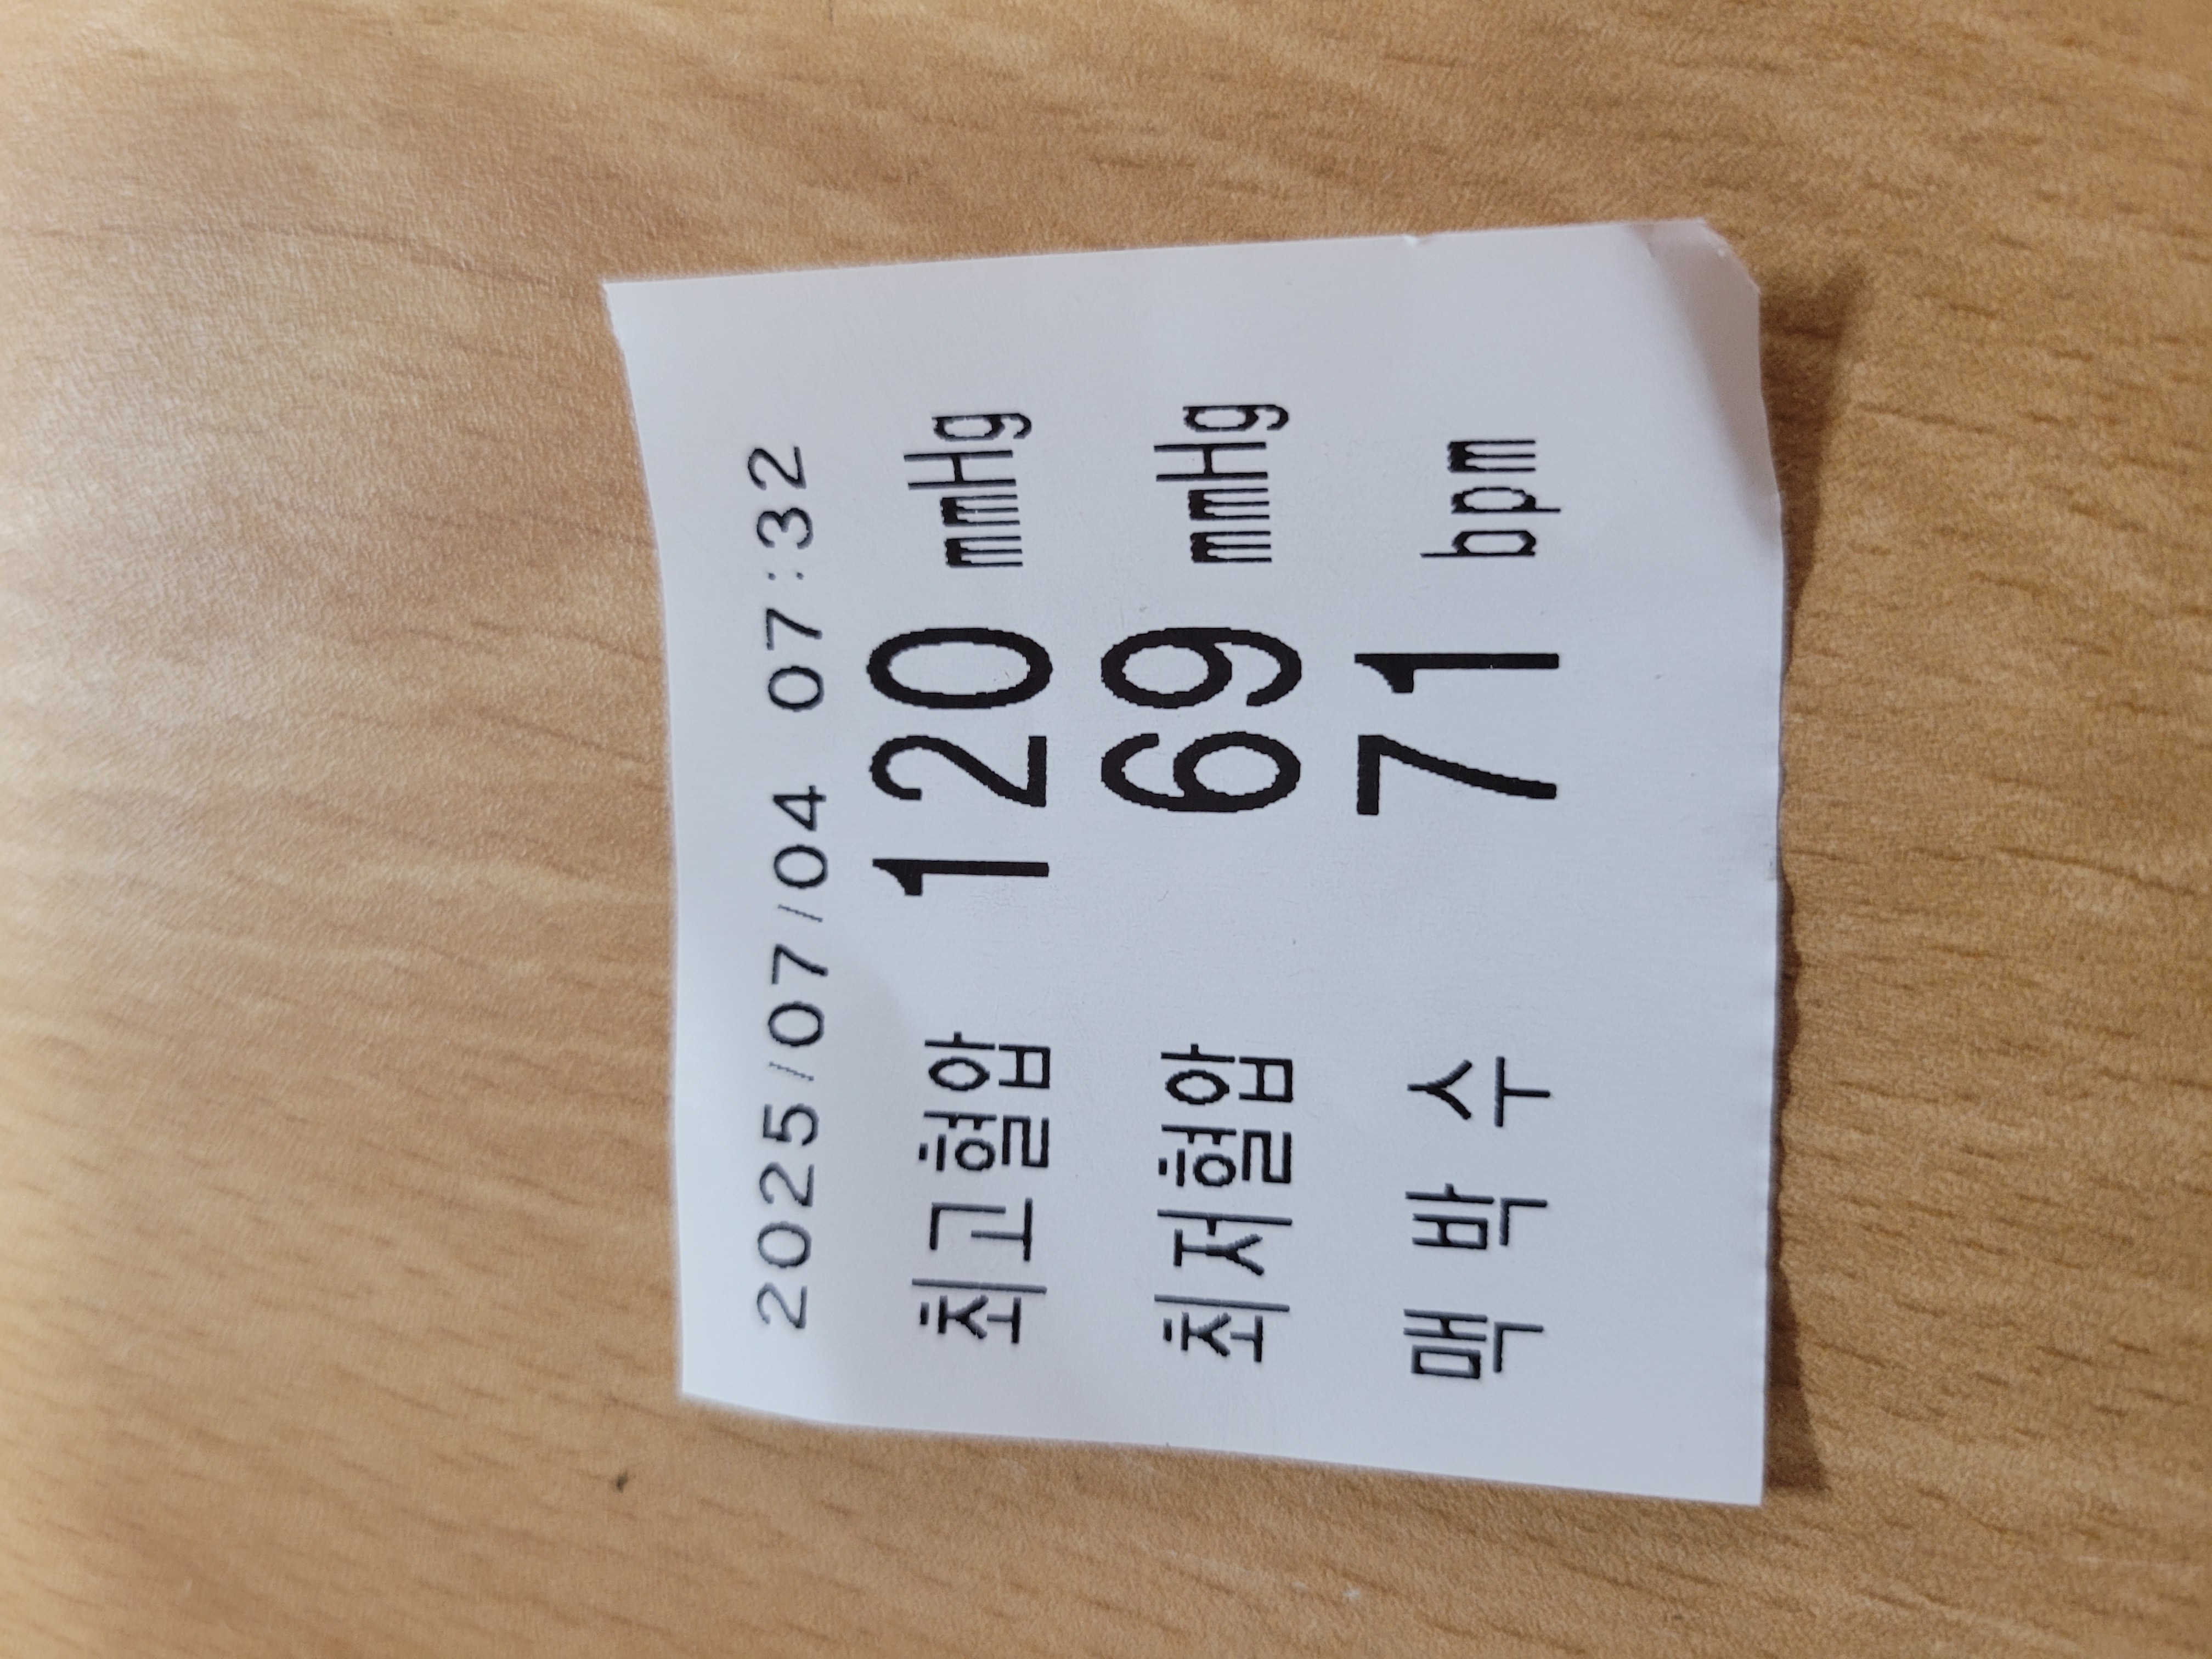 2025/07/04 07:32
최고혈압 120 mmHg
최저혈압 69 mmHg
맥 박 수 71 bpm